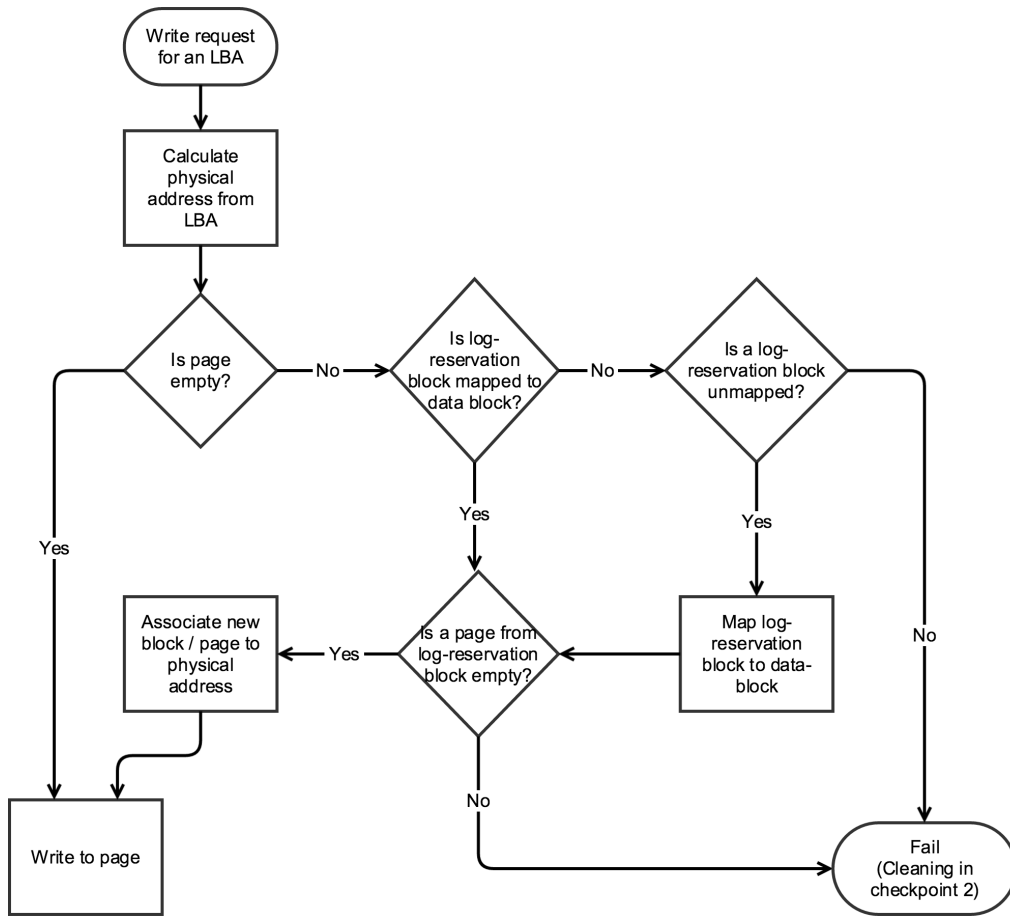 Write request
for an LBA
Calculate
physical
address from
LBA
Is page
empty?
No
Is log-
reservation
block mapped to
data block?
No
Is a log-
reservation block
unmapped?
Yes
Yes
Yes
No
Associate new
block / page to
physical
address
Yes
Is a page from
log-reservation
block empty?
Map log-
reservation
block to data-
block
No
Write to page
Fail
(Cleaning in
checkpoint 2)